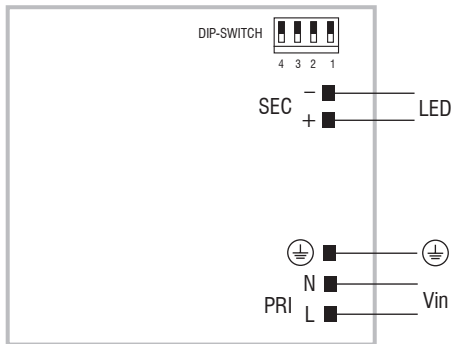 DIP-SWITCH
4 3 2 1
SEC − LED
+
N
PRI Vin
L